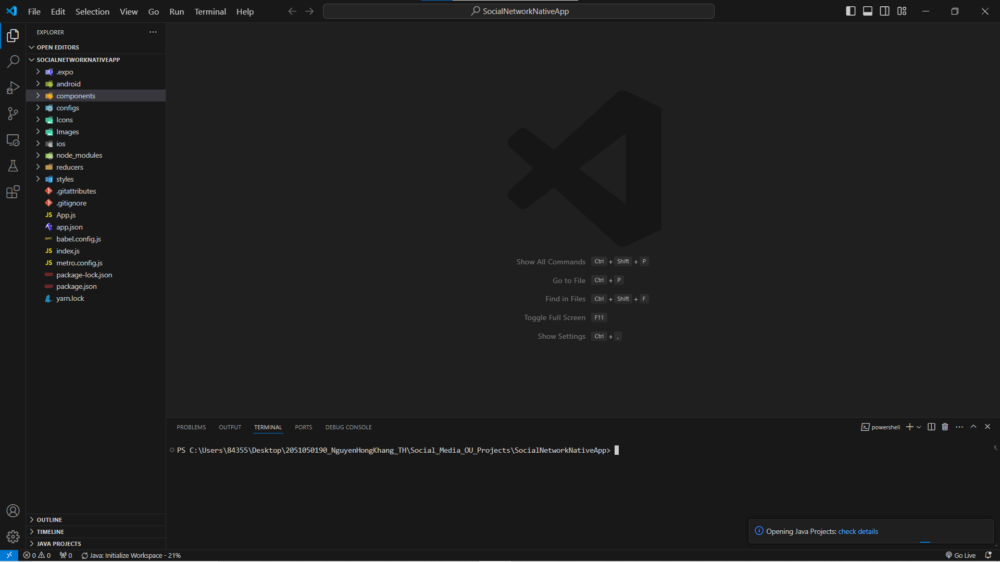 File Edit Selection View Go Run Terminal Help
SocialNetworkNativeApp
EXPLORER
OPEN EDITORS
SOCIALNETWORKNATIVEAPP
.expo
android
components
configs
Icons
Images
ios
node_modules
reducers
styles
.gitattributes
.gitignore
JS App.js
app.json
babel.config.js
JS index.js
JS metro.config.js
package-lock.json
package.json
yarn.lock
OUTLINE
TIMELINE
JAVA PROJECTS
Show All Commands Ctrl + Shift + P
Go to File Ctrl + P
Find in Files Ctrl + Shift + F
Toggle Full Screen F11
Show Settings Ctrl + ,
PROBLEMS OUTPUT TERMINAL PORTS DEBUG CONSOLE
powershell
PS C:\Users\84355\Desktop\2051050190_NguyenHongKhang_TH\Social_Media_OU_Projects\SocialNetworkNativeApp>
Opening Java Projects: check details
0 0 0 Java: Initialize Workspace - 21%
Go Live